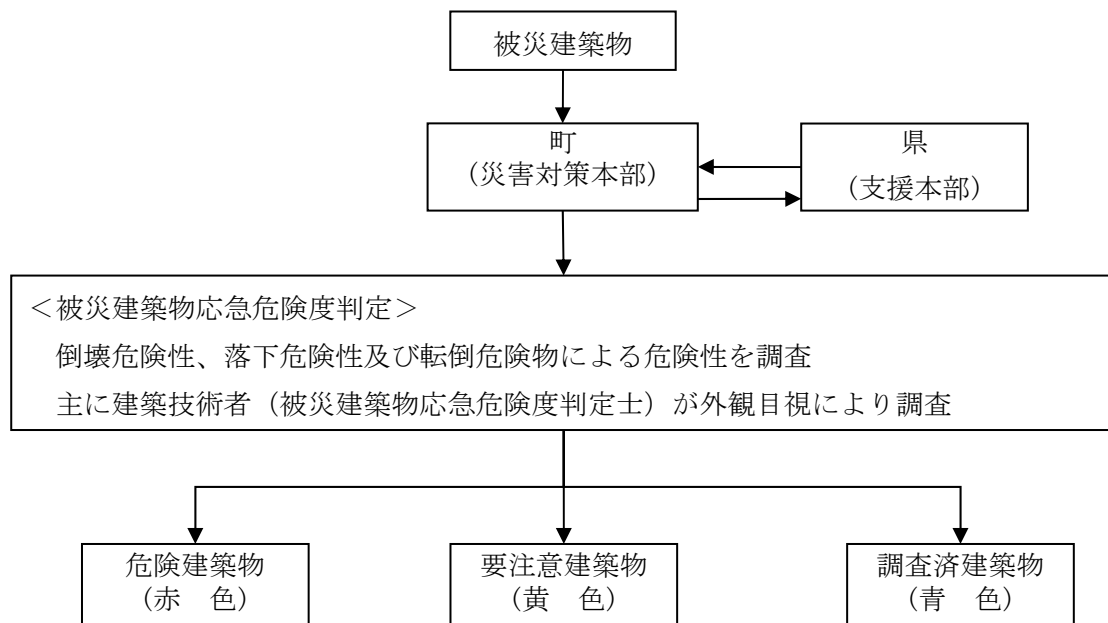 被災建築物
町
(災害対策本部)
県
(支援本部)
<被災建築物応急危険度判定>
倒壊危険性、落下危険性及び転倒危険物による危険性を調査
主に建築技術者(被災建築物応急危険度判定士)が外観目視により調査
危険建築物
(赤 色)
要注意建築物
(黄 色)
調査済建築物
(青 色)